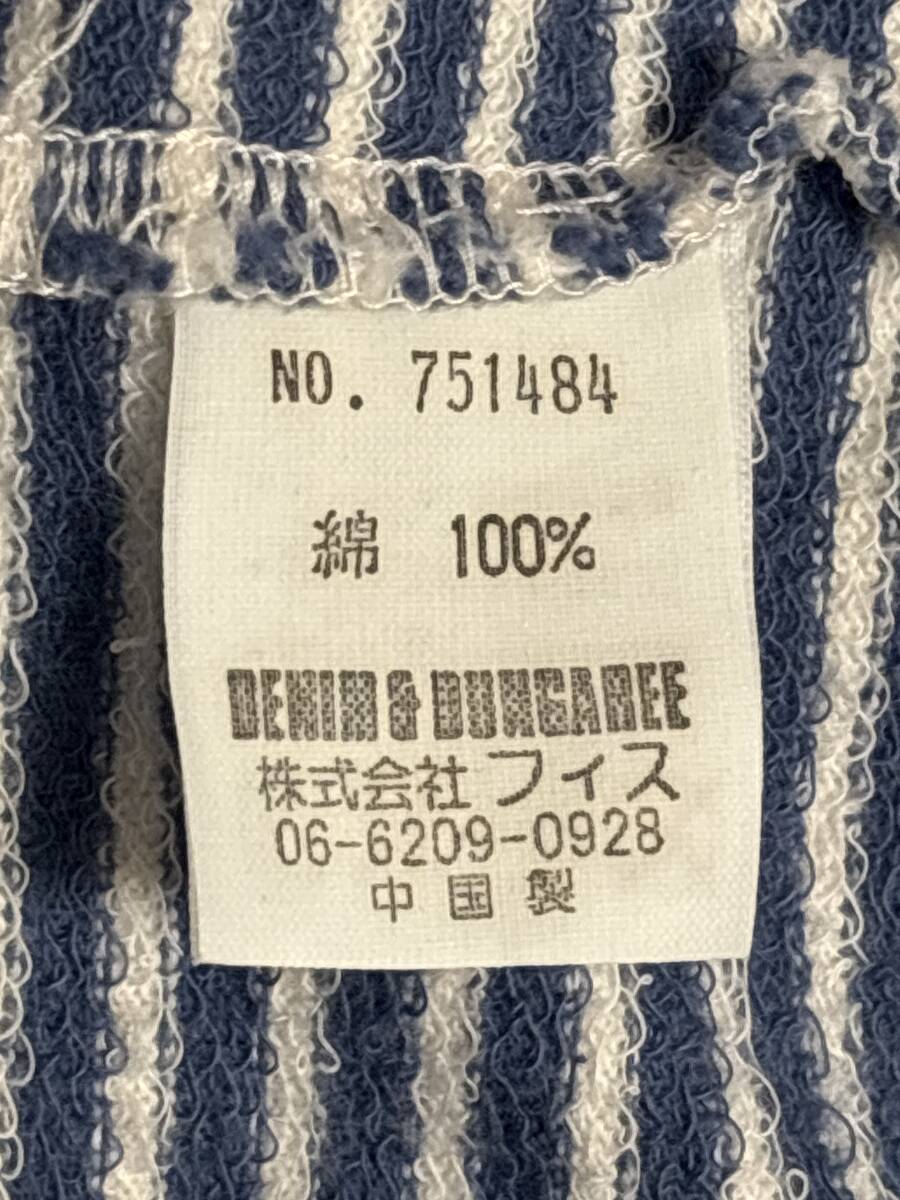 NO. 751484
綿 100%
DENIM & DUNGAREE
株式会社 フィス
06-6209-0928
中国製